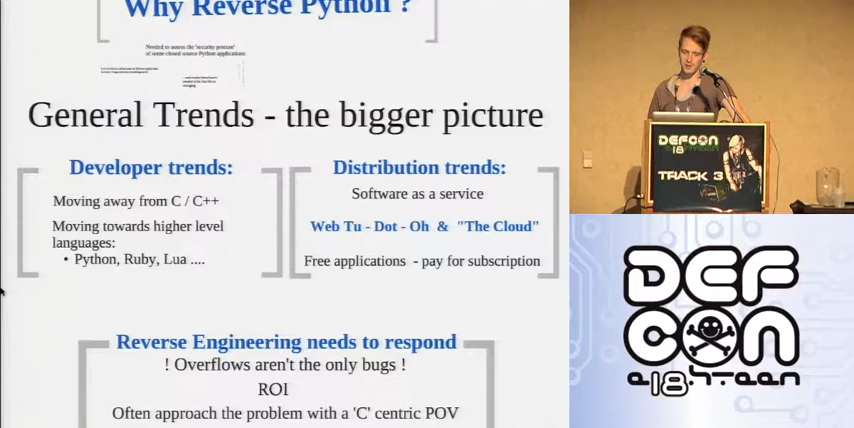 Why Reverse Python ?
Needed to assess the 'security posture'
of some closed source Python applications.
General Trends - the bigger picture
Developer trends:
Moving away from C / C++
Moving towards higher level
languages:
• Python, Ruby, Lua ....
Distribution trends:
Software as a service
Web Tu - Dot - Oh & "The Cloud"
Free applications - pay for subscription
Reverse Engineering needs to respond
! Overflows aren't the only bugs !
ROI
Often approach the problem with a 'C' centric POV
DEFCON
18
TRACK 3
DEF
CON
e18hteen